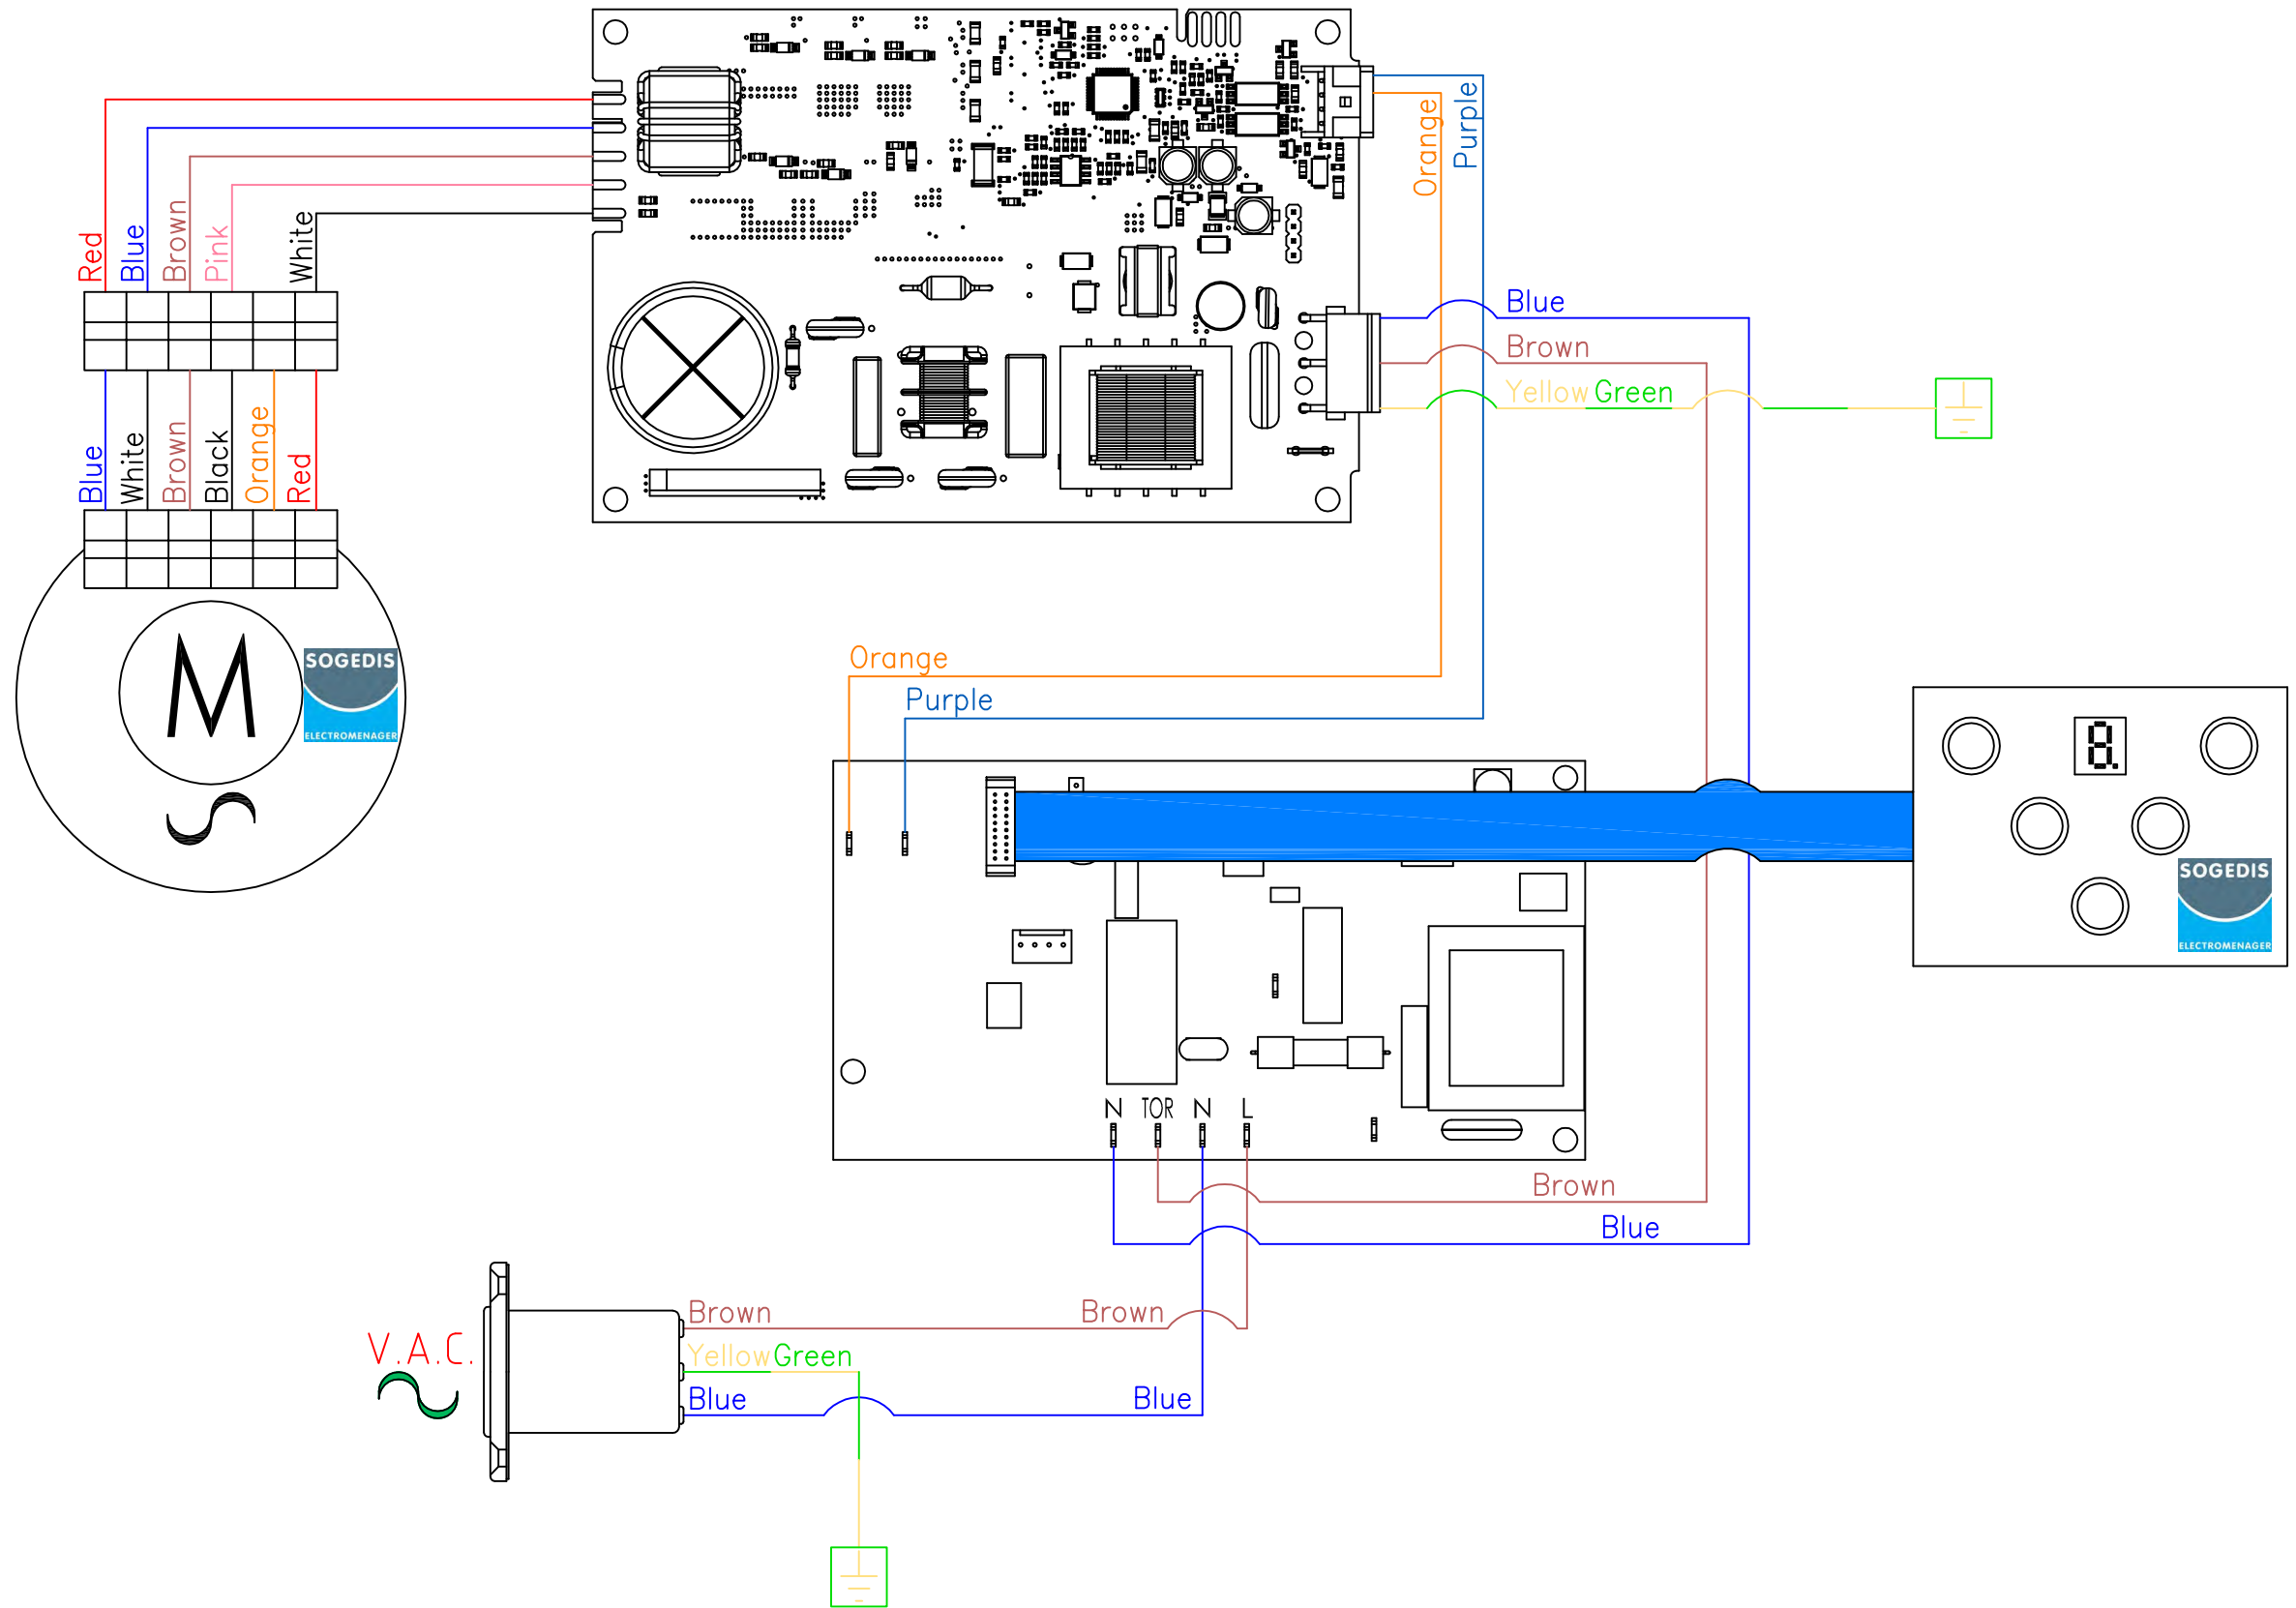 Red
Blue
Brown
Pink
White
Orange
Purple
Blue
Brown
Yellow Green
Blue
White
Brown
Black
Orange
Red
M
SOGEDIS
ELECTROMENAGER
Orange
Purple
8.
SOGEDIS
ELECTROMENAGER
N TOR N L
Brown
Blue
V.A.C.
Brown
Brown
Yellow Green
Blue
Blue